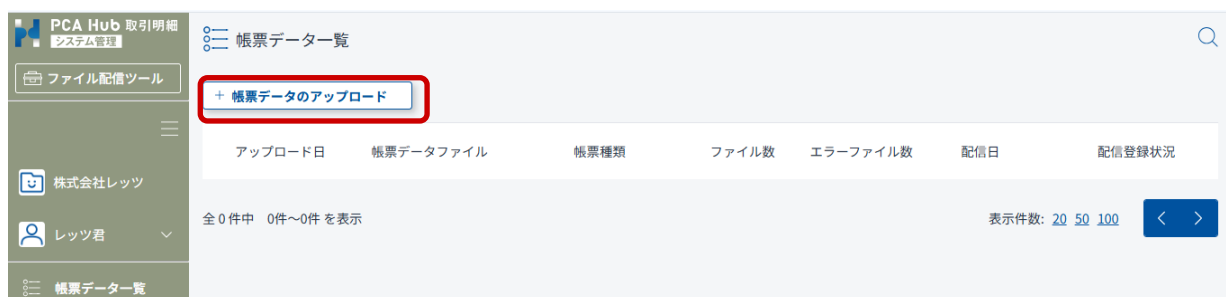 PCA Hub 取引明細
システム管理
ファイル配信ツール
株式会社レッツ
レッツ君
帳票データ一覧
帳票データ一覧
+ 帳票データのアップロード
アップロード日 帳票データファイル 帳票種類 ファイル数 エラーファイル数 配信日 配信登録状況
全 0 件中 0件～0件 を表示 表示件数: 20 50 100 < >